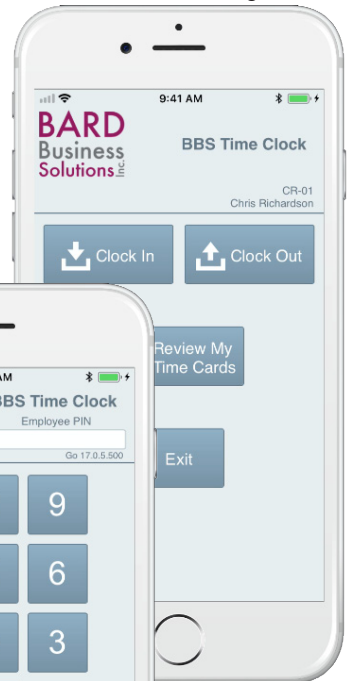 9:41 AM
BARD
Business
Solutions Inc.
BBS Time Clock
CR-01
Chris Richardson
Clock In
Clock Out
Review My
Time Cards
Exit
AM
BBS Time Clock
Employee PIN
Go 17.0.5.500
9
6
3